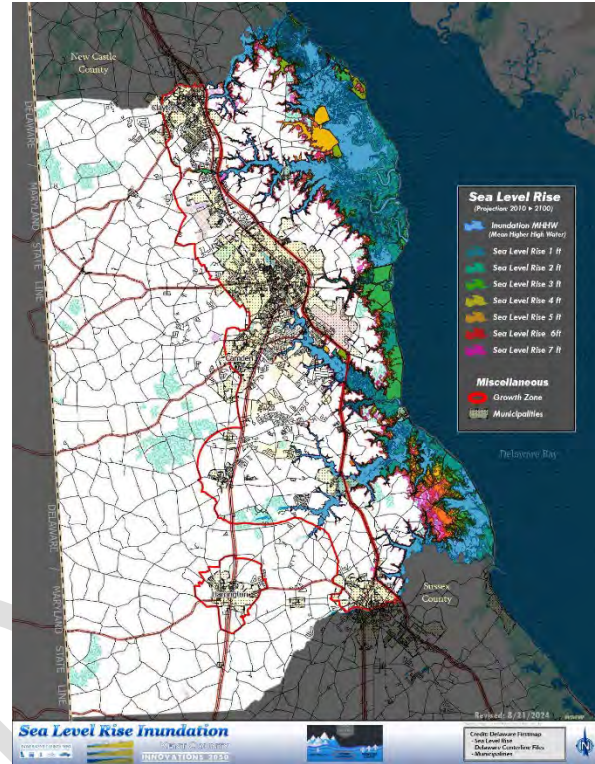 New Castle
County
DELAWARE / MARYLAND STATE LINE
Camden
Harrington
Sussex
County
Delaware Bay
DELAWARE / MARYLAND STATE LINE
Sea Level Rise
(Projection: 2010 ▸ 2100)
Inundation MHHW
(Mean Higher High Water)
Sea Level Rise 1 ft
Sea Level Rise 2 ft
Sea Level Rise 3 ft
Sea Level Rise 4 ft
Sea Level Rise 5 ft
Sea Level Rise 6ft
Sea Level Rise 7 ft
Miscellaneous
Growth Zone
Municipalities
Revised: 8/21/2024
Sea Level Rise Inundation
KENT COUNTY
INNOVATIONS 2050
Credit: Delaware Firstmap
- Sea Level Rise
- Delaware Centerline Files
- Municipalities
N